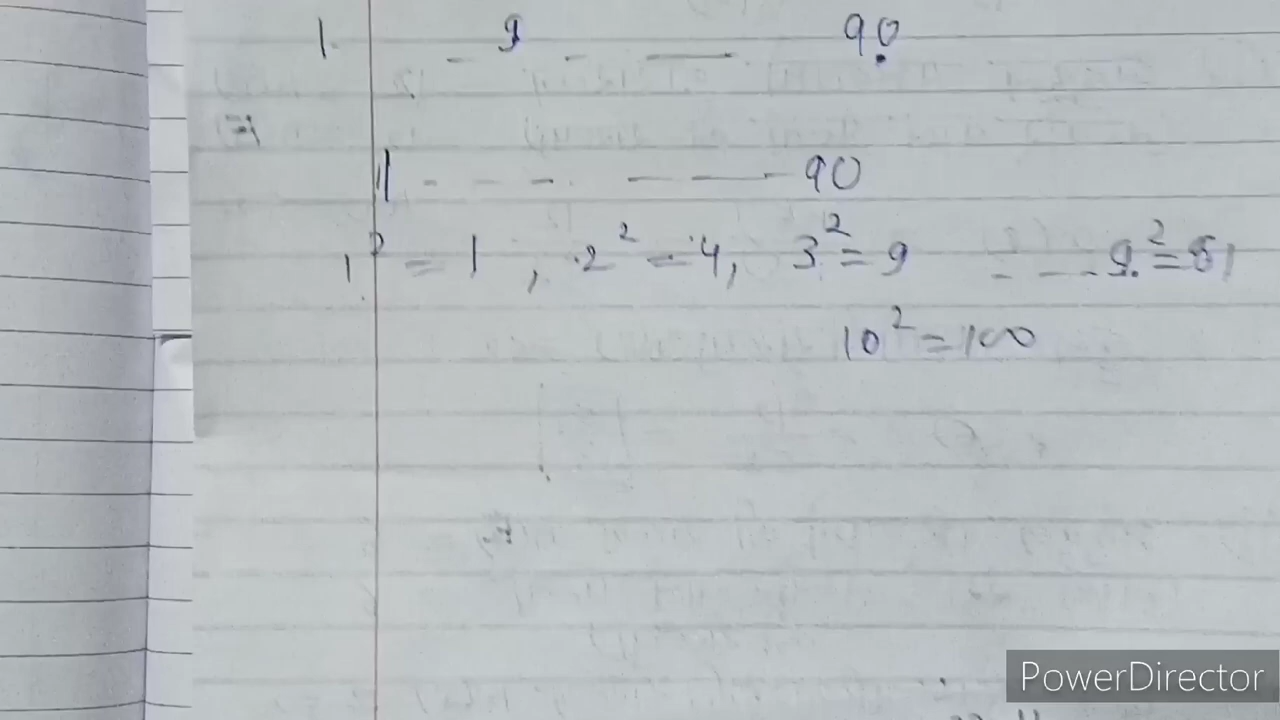 1. 9 - - — 90
=)
1 - - - — — 90
1² = 1 , 2² = 4, 3² = 9 - - - 9² = 81
10² = 100
PowerDirector